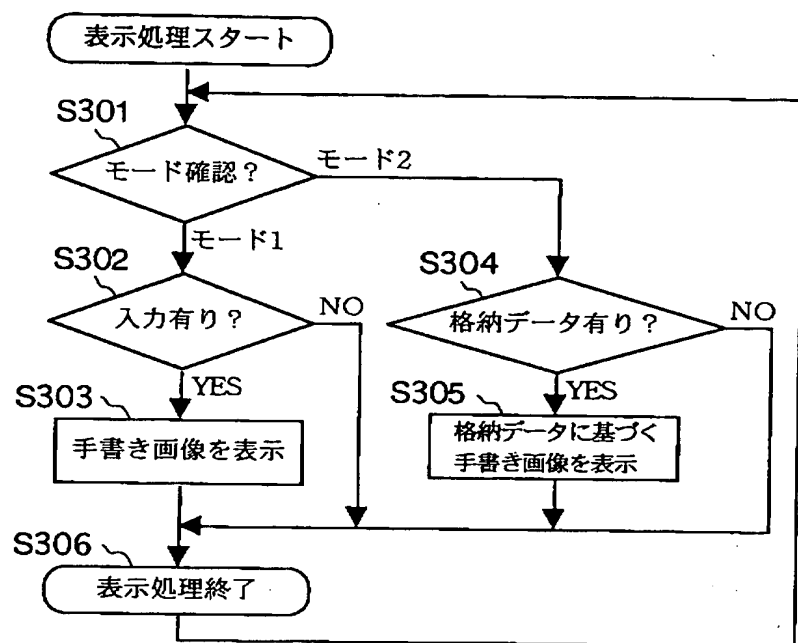 表示処理スタート
S301
モード確認?
モード2
モード1
S302
入力有り?
NO
YES
S303
手書き画像を表示
S304
格納データ有り?
NO
YES
S305
格納データに基づく
手書き画像を表示
S306
表示処理終了